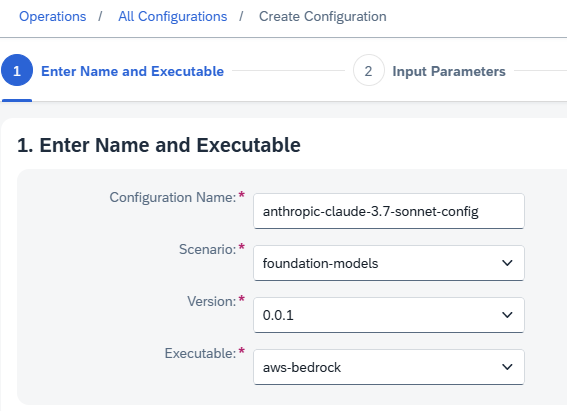 Operations / All Configurations / Create Configuration
1 Enter Name and Executable 2 Input Parameters
1. Enter Name and Executable
Configuration Name:* anthropic-claude-3.7-sonnet-config
Scenario:* foundation-models
Version:* 0.0.1
Executable:* aws-bedrock